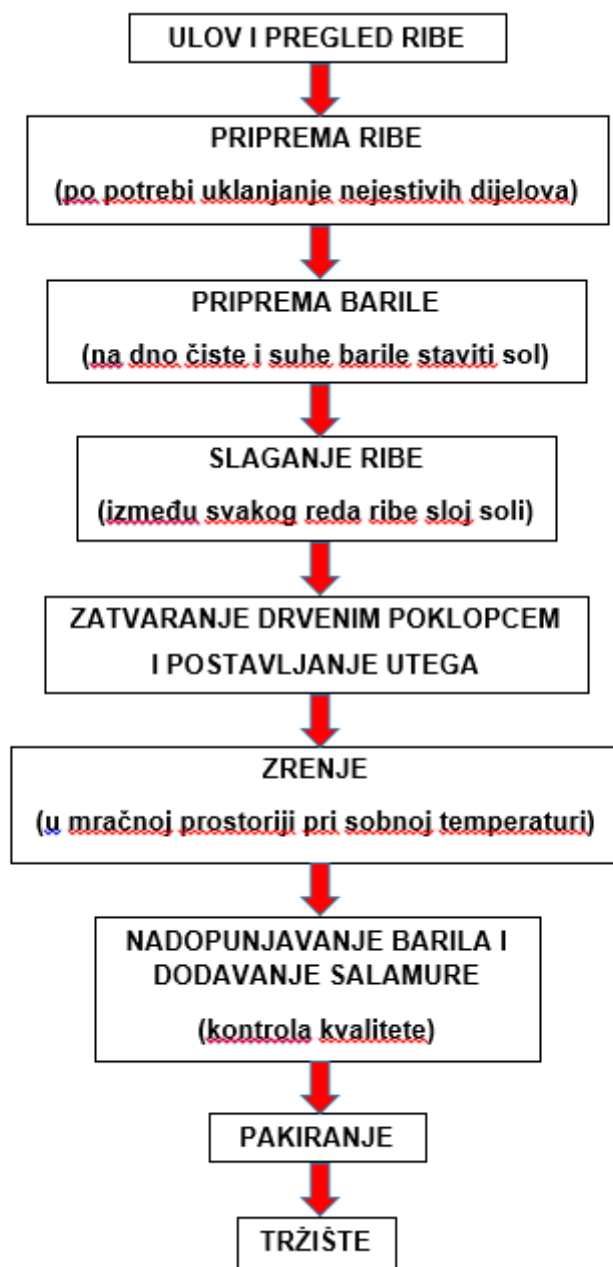 ULOV I PREGLED RIBE
PRIPREMA RIBE
(po potrebi uklanjanje nejestivih dijelova)
PRIPREMA BARILE
(na dno čiste i suhe barile staviti sol)
SLAGANJE RIBE
(između svakog reda ribe sloj soli)
ZATVARANJE DRVENIM POKLOPCEM
I POSTAVLJANJE UTEGA
ZRENJE
(u mračnoj prostoriji pri sobnoj temperaturi)
NADOPUNJAVANJE BARILA I
DODAVANJE SALAMURE
(kontrola kvalitete)
PAKIRANJE
TRŽIŠTE